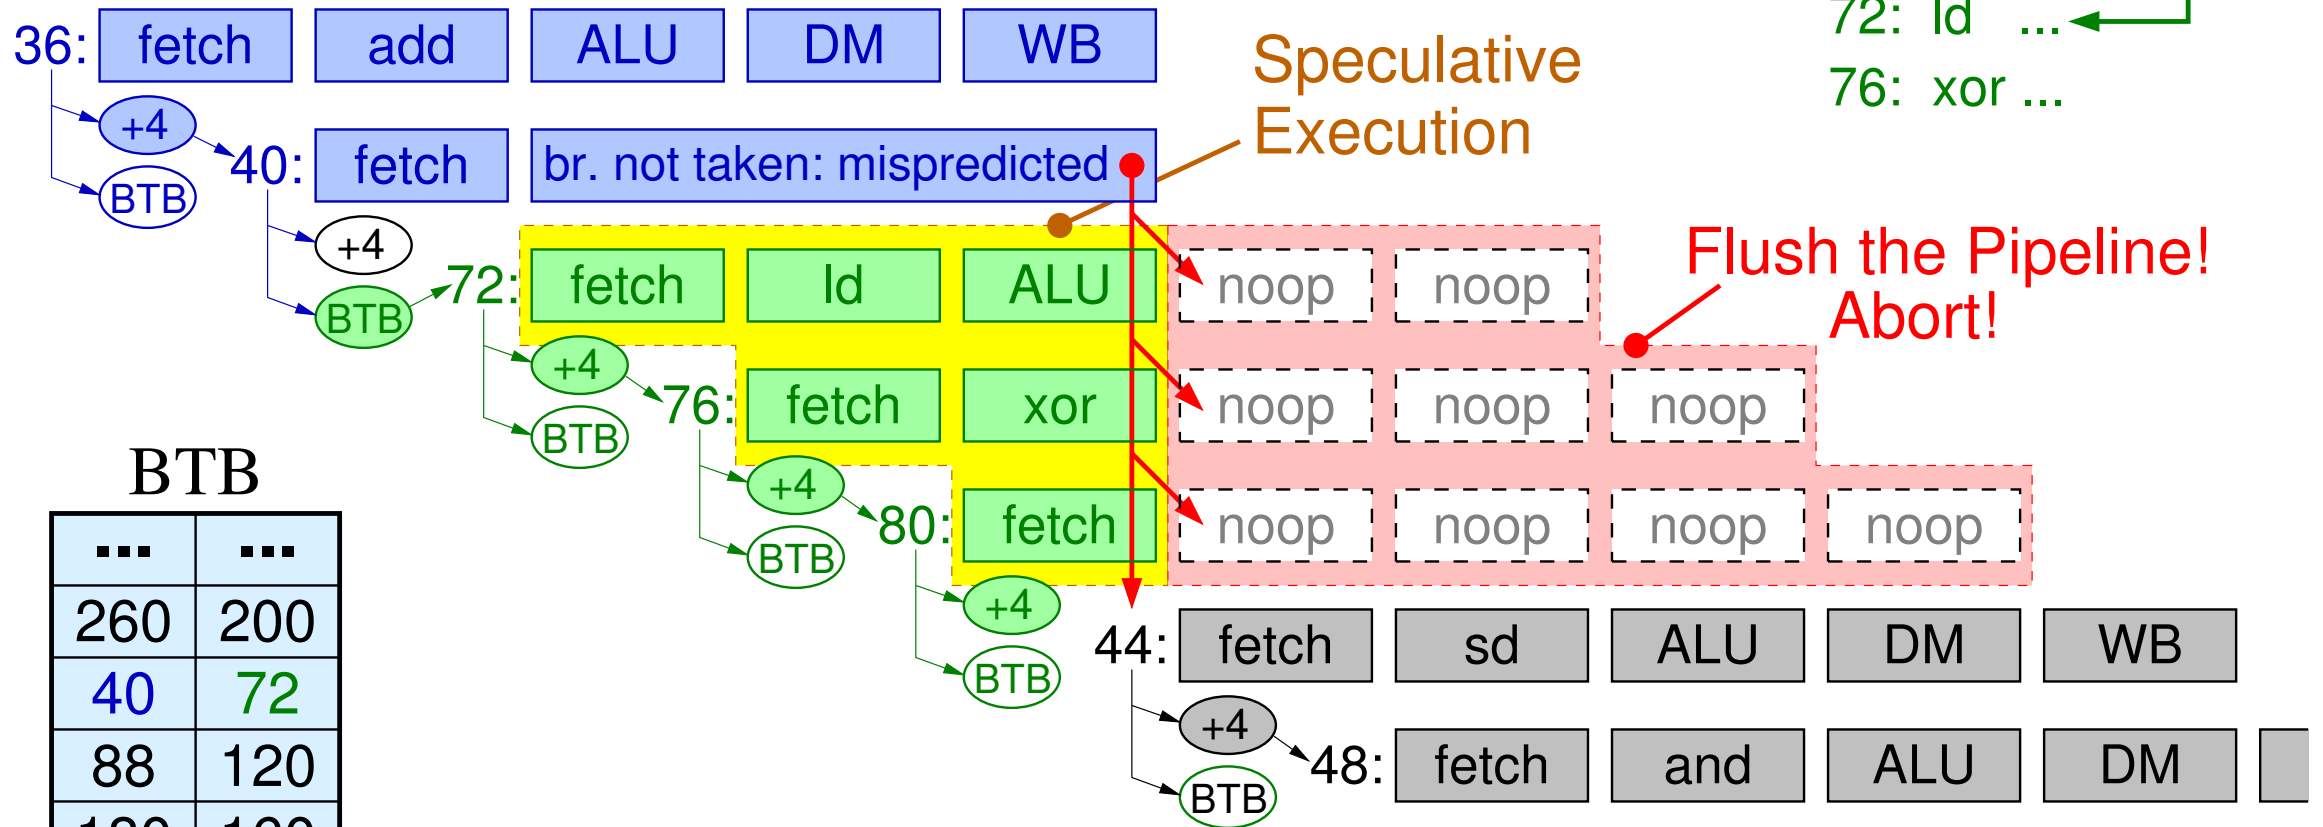 36: fetch add ALU DM WB
72: ld ...
Speculative
Execution
76: xor ...
+4
BTB
40: fetch br. not taken: mispredicted
+4
BTB
72: fetch ld ALU noop noop
Flush the Pipeline!
Abort!
+4
BTB
76: fetch xor noop noop noop
+4
BTB
80: fetch noop noop noop noop
+4
BTB
44: fetch sd ALU DM WB
+4
BTB
48: fetch and ALU DM
BTB
... ...
260 200
40 72
88 120